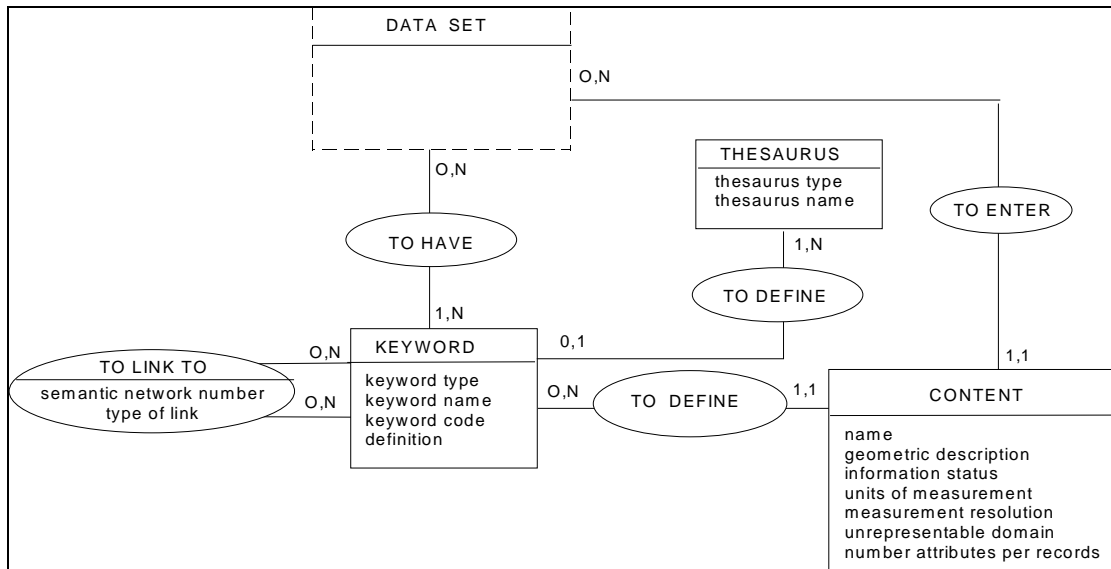 DATA SET
O,N
THESAURUS
thesaurus type
thesaurus name
O,N
TO ENTER
TO HAVE
1,N
TO DEFINE
1,N
O,N
KEYWORD
0,1
TO LINK TO
semantic network number
type of link
1,1
keyword type
keyword name
keyword code
definition
O,N
O,N
TO DEFINE
1,1
CONTENT
name
geometric description
information status
units of measurement
measurement resolution
unrepresentable domain
number attributes per records